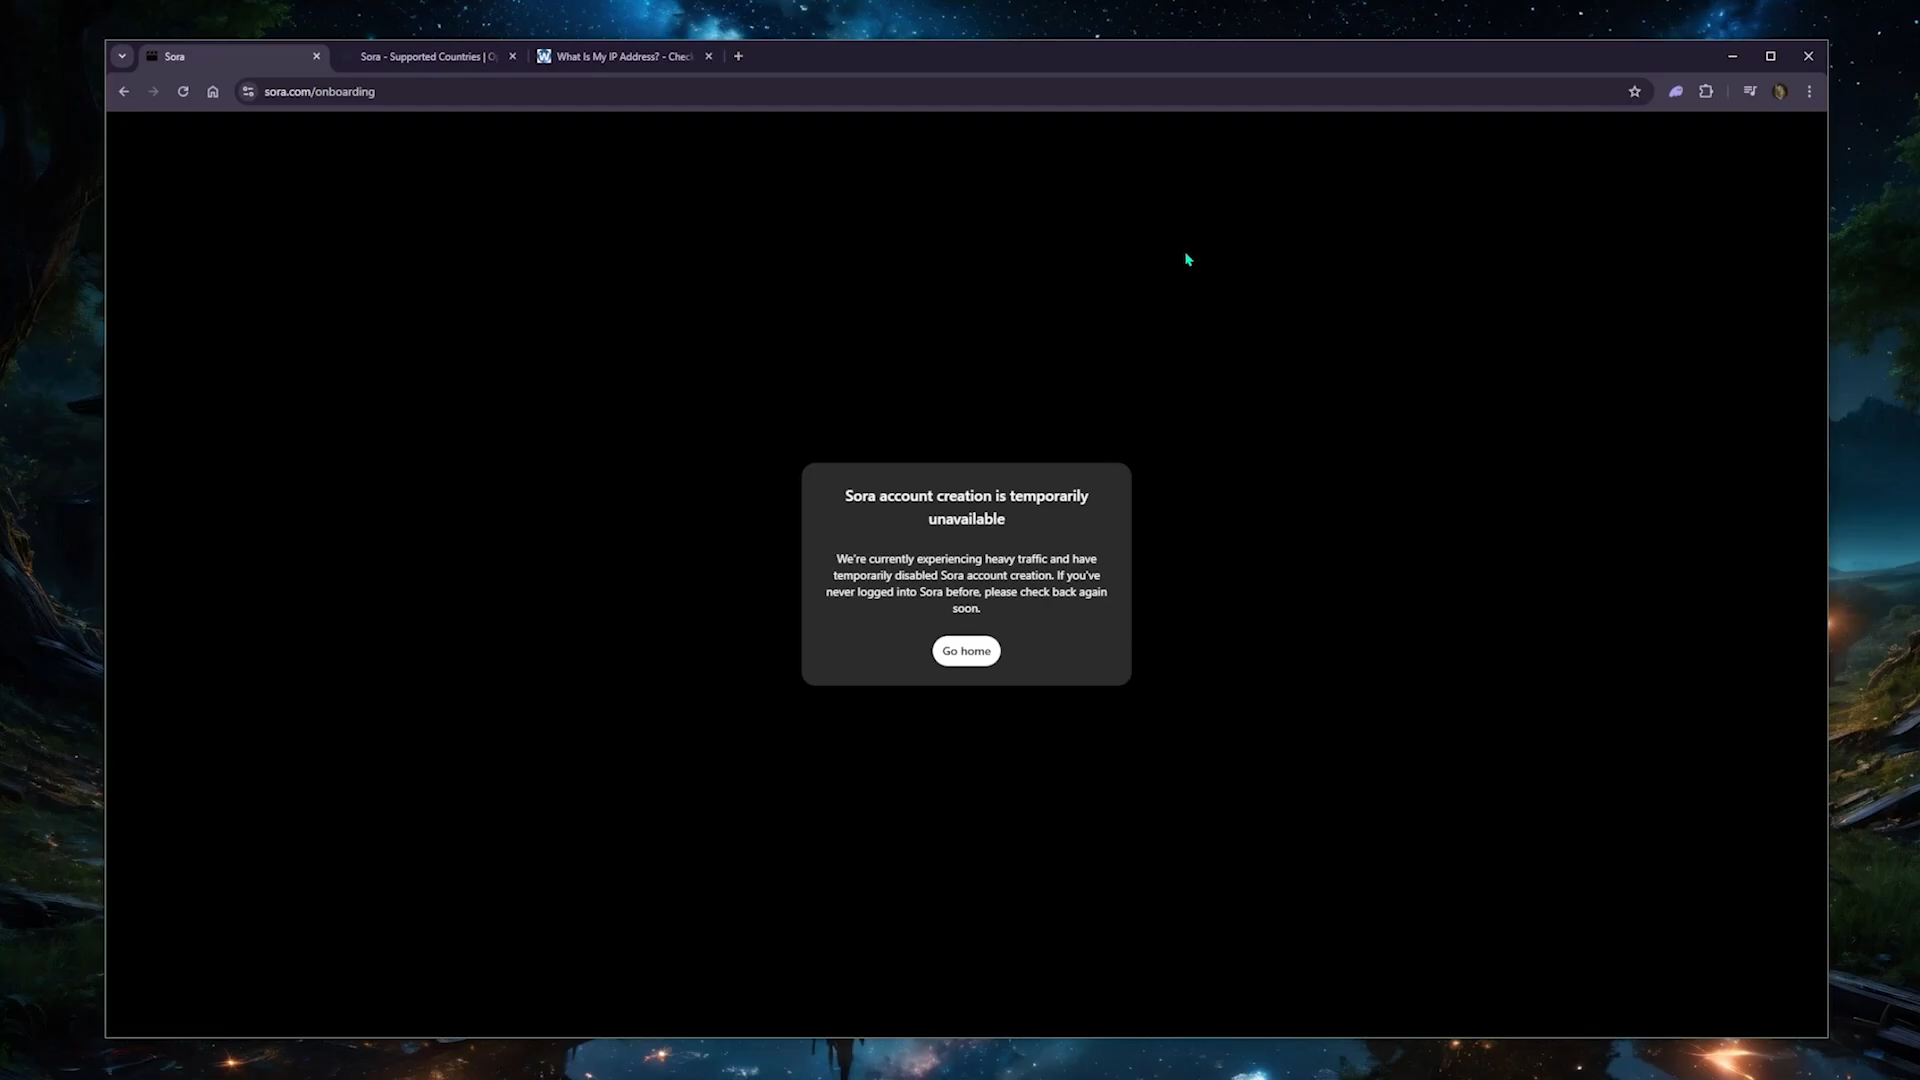 Sora
Sora - Supported Countries | O
What Is My IP Address? - Chec
sora.com/onboarding
Sora account creation is temporarily
unavailable
We're currently experiencing heavy traffic and have
temporarily disabled Sora account creation. If you've
never logged into Sora before, please check back again
soon.
Go home